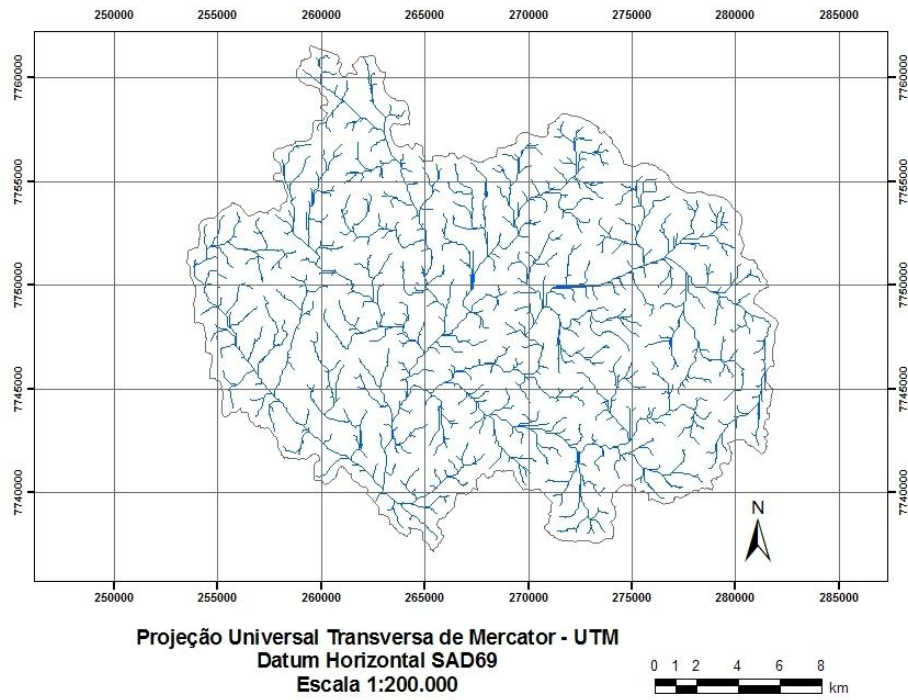 250000 255000 260000 265000 270000 275000 280000 285000
7760000 7760000
7755000 7755000
7750000 7750000
7745000 7745000
7740000 7740000
N
250000 255000 260000 265000 270000 275000 280000 285000
Projeção Universal Transversa de Mercator - UTM
Datum Horizontal SAD69
Escala 1:200.000
0 1 2 4 6 8
km